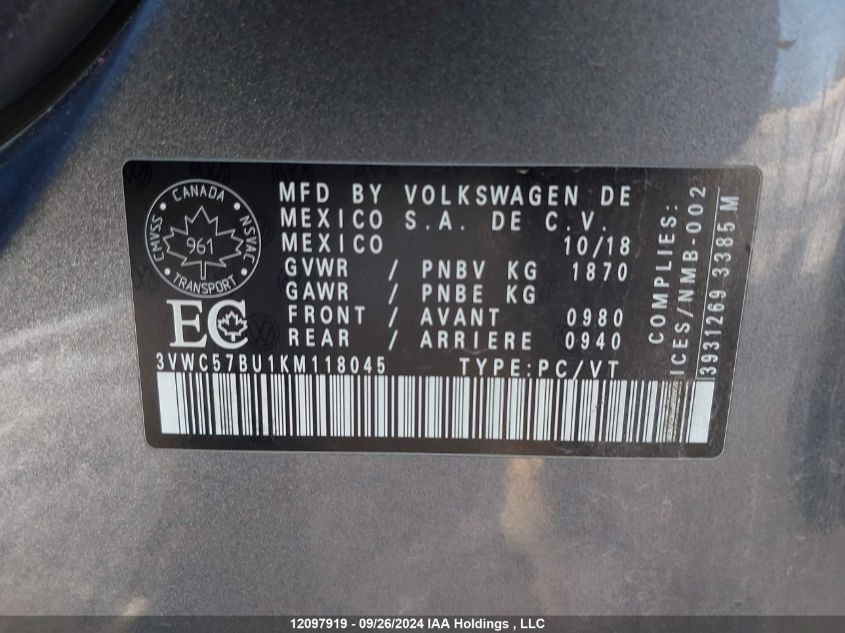 CANADA
CMVSS
961
NSVAC
TRANSPORT
EC
MFD BY VOLKSWAGEN DE
MEXICO S.A. DE C.V.
MEXICO 10/18
GVWR / PNBV KG 1870
GAWR / PNBE KG
FRONT / AVANT 0980
REAR / ARRIERE 0940
3VWC57BU1KM118045 TYPE:PC/VT
COMPLIES:
ICES/NMB-002
3931269 3385 M
12097919 - 09/26/2024 IAA Holdings , LLC